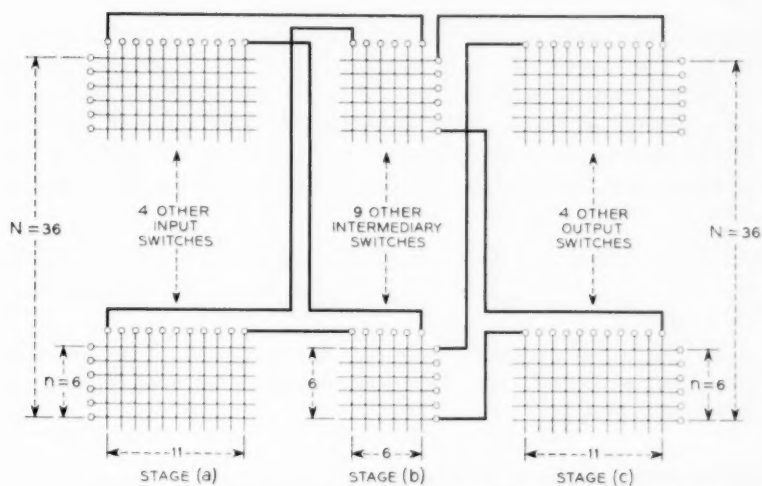 4 OTHER
INPUT
SWITCHES
9 OTHER
INTERMEDIARY
SWITCHES
4 OTHER
OUTPUT
SWITCHES
N = 36
N = 36
n = 6
6
n = 6
11
6
11
STAGE (a)
STAGE (b)
STAGE (c)